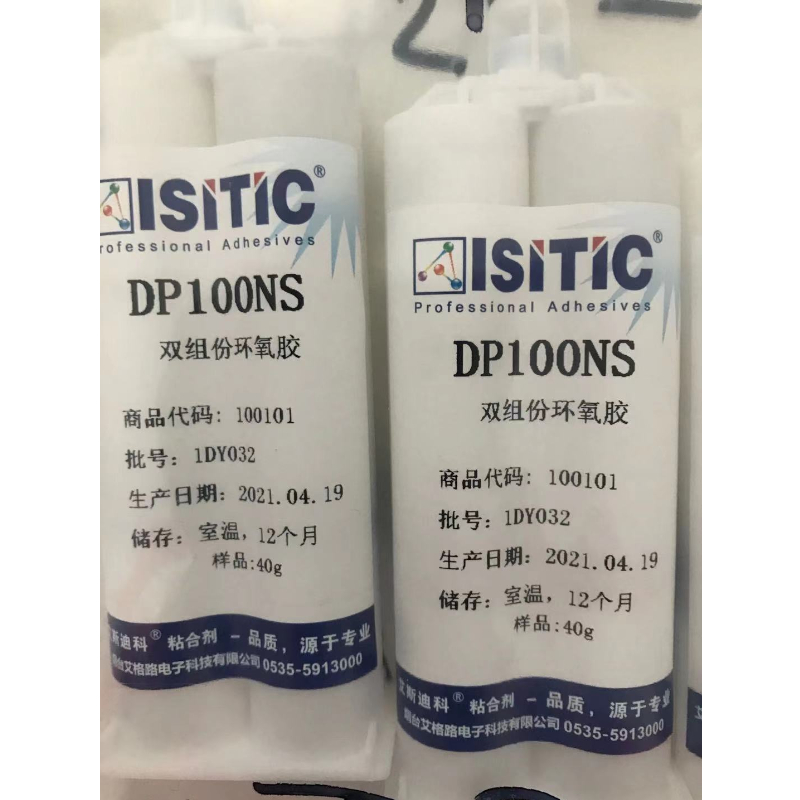 ISITIC®
rofessional Adhesives
DP100NS
双组份环氧胶
商品代码: 100101
批号: 1DY032
生产日期: 2021.04.19
储存: 室温, 12个月
样品:40g
斯迪科® 粘合剂 一品质, 源于专业
烟台艾格路电子科技有限公司 0535-5913000
ISITIC®
Professional Adhesives
DP100NS
双组份环氧胶
商品代码: 100101
批号: 1DY032
生产日期: 2021.04.19
储存: 室温, 12个月
样品:40g
艾斯迪科® 粘合剂 一品质, 源于专业
烟台艾格路电子科技有限公司 0535-5913000